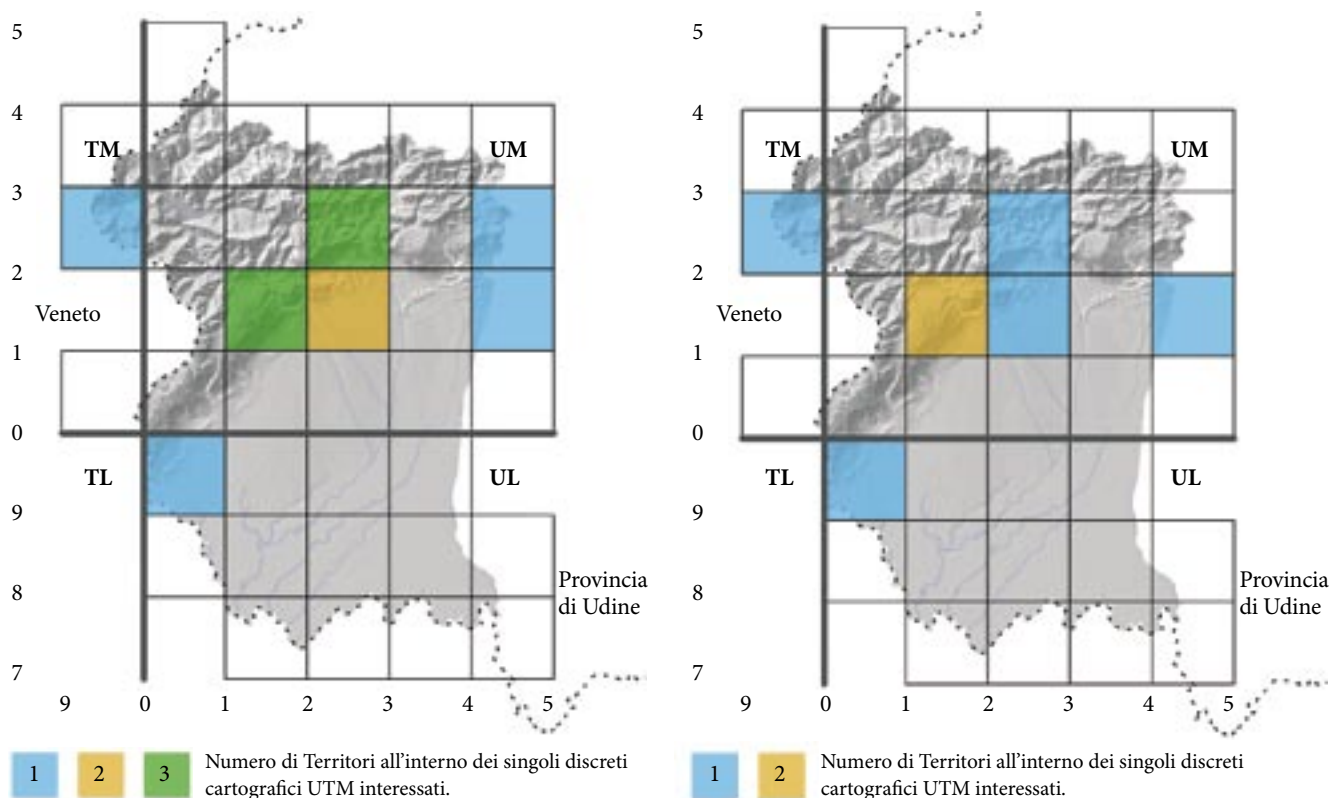 5
4
TM UM
3
2
Veneto
1
0
TL UL
9
Provincia
di Udine
8
7
9 0 1 2 3 4 5
1 2 3 Numero di Territori all'interno dei singoli discreti
cartografici UTM interessati.
5
4
TM UM
3
2
Veneto
1
0
TL UL
9
Provincia
di Udine
8
7
9 0 1 2 3 4 5
1 2 Numero di Territori all'interno dei singoli discreti
cartografici UTM interessati.